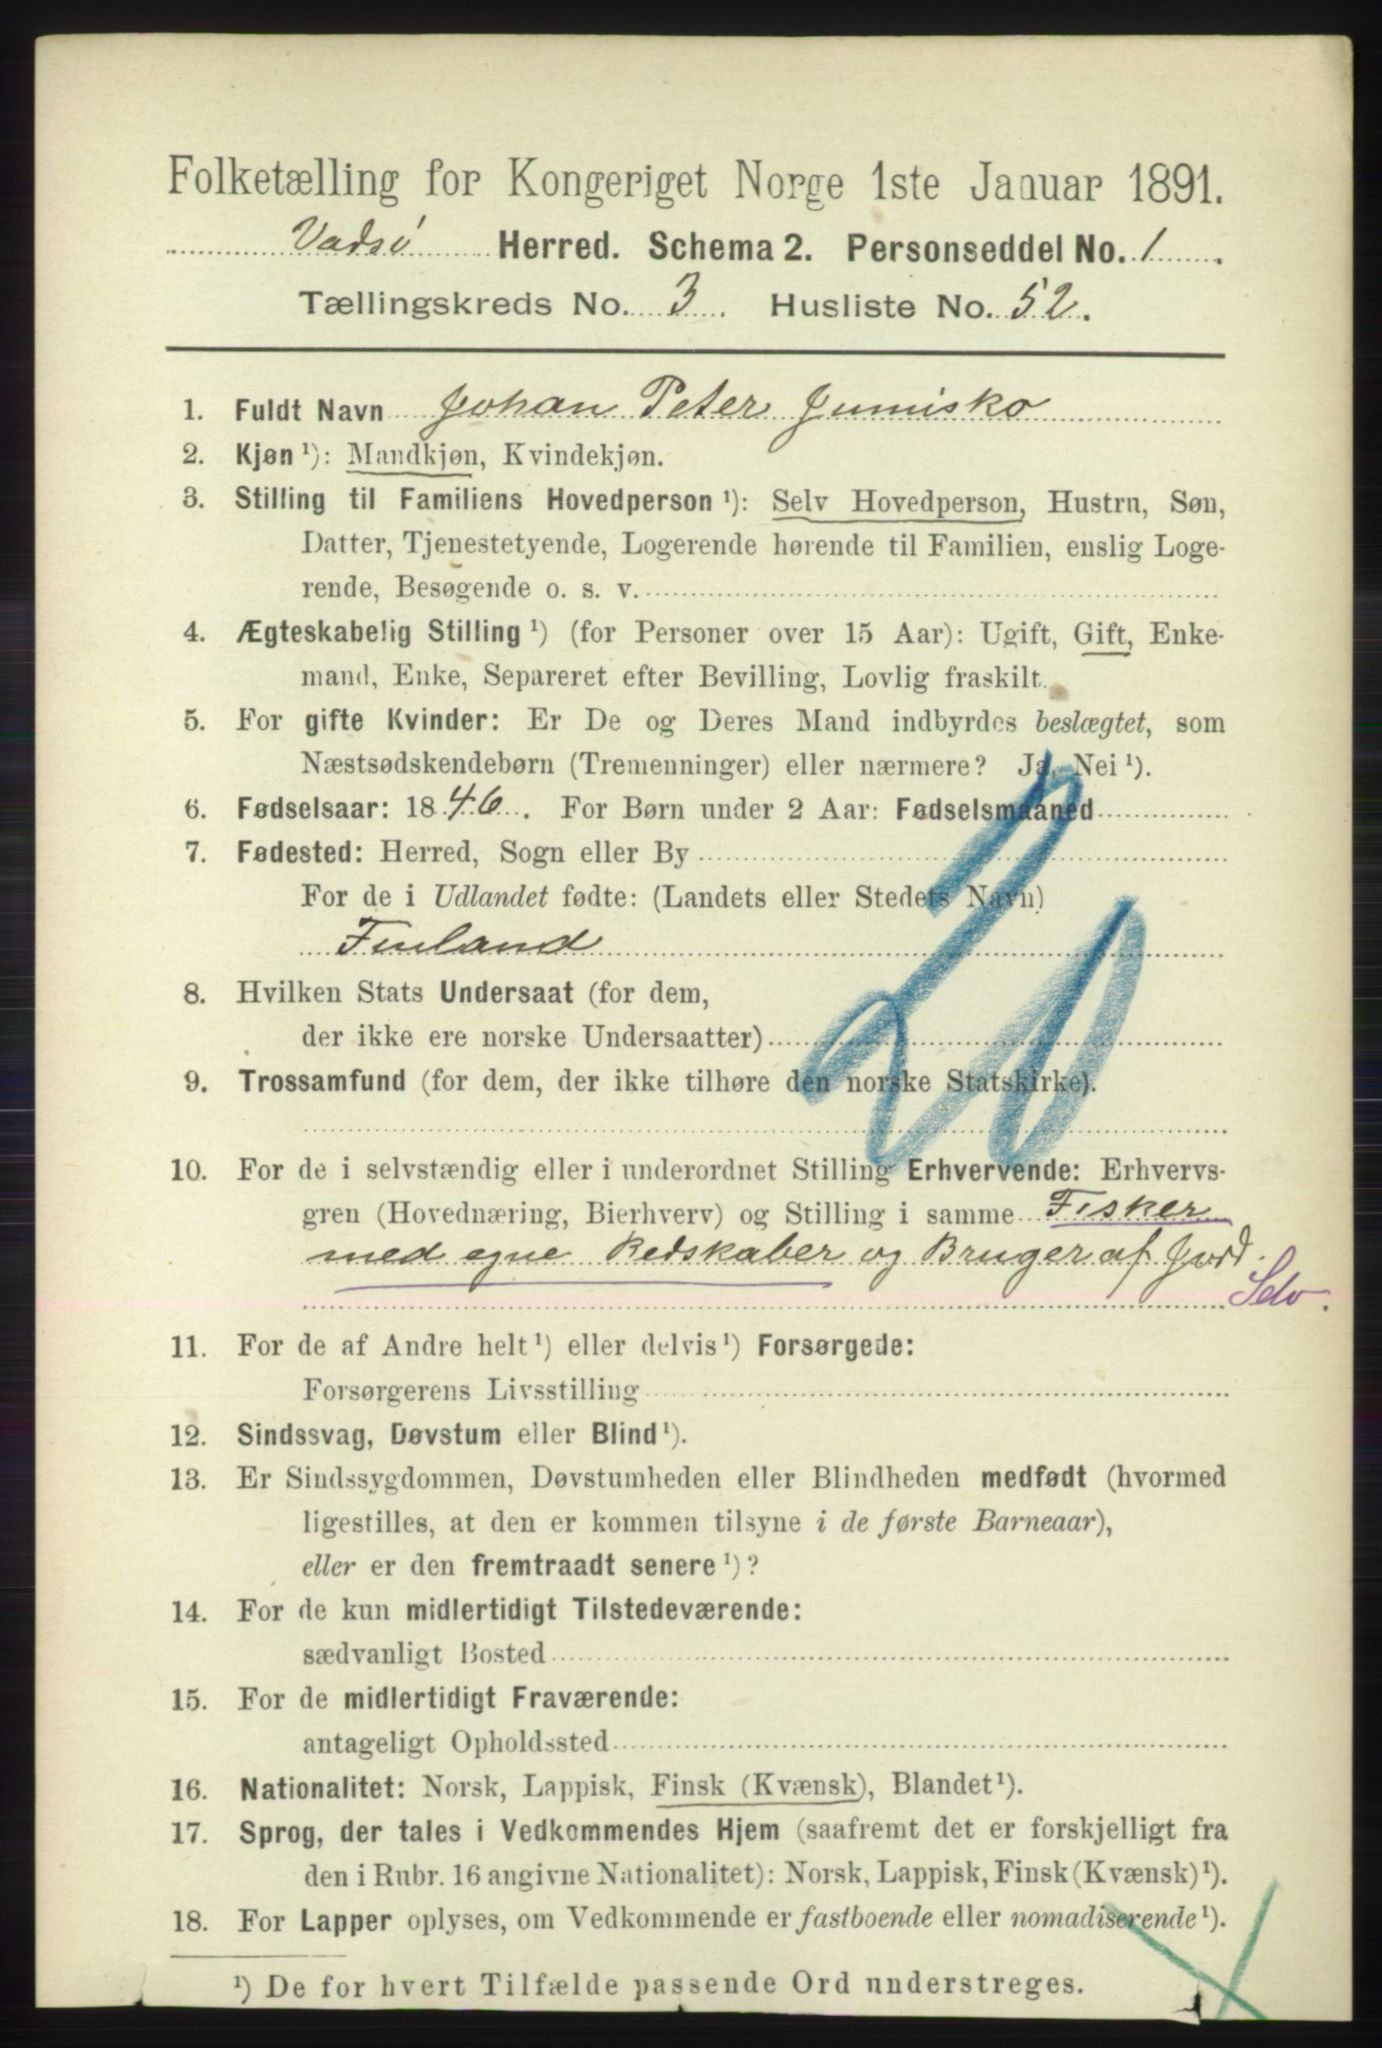 Folketælling for Kongeriget Norge 1ste Januar 1891.
Vadsø Herred. Schema 2. Personseddel No. 1.
Tællingskreds No. 3. Husliste No. 52.
1. Fuldt Navn Johan Peter Junisko
2. Kjøn ¹): Mandkjøn, Kvindekjøn.
3. Stilling til Familiens Hovedperson ¹): Selv Hovedperson, Hustru, Søn,
Datter, Tjenestetyende, Logerende hørende til Familien, enslig Loge-
rende, Besøgende o. s. v.
4. Ægteskabelig Stilling ¹) (for Personer over 15 Aar): Ugift, Gift, Enke-
mand, Enke, Separeret efter Bevilling, Lovlig fraskilt.
5. For gifte Kvinder: Er De og Deres Mand indbyrdes beslægtet, som
Næstsødskendebørn (Tremenninger) eller nærmere? Ja, Nei ¹).
6. Fødselsaar: 1846. For Børn under 2 Aar: Fødselsmaaned
7. Fødested: Herred, Sogn eller By
For de i Udlandet fødte: (Landets eller Stedets Navn)
Finland
20
8. Hvilken Stats Undersaat (for dem,
der ikke ere norske Undersaatter)
9. Trossamfund (for dem, der ikke tilhøre den norske Statskirke).
10. For de i selvstændig eller i underordnet Stilling Erhvervende: Erhvervs-
gren (Hovednæring, Bierhverv) og Stilling i samme Fisker
med egne Redskaber og Bruger af Jord.
Selv.
11. For de af Andre helt ¹) eller delvis ¹) Forsørgede:
Forsørgerens Livsstilling
12. Sindssvag, Døvstum eller Blind ¹).
13. Er Sindssygdommen, Døvstumheden eller Blindheden medfødt (hvormed
ligestilles, at den er kommen tilsyne i de første Barneaar),
eller er den fremtraadt senere ¹)?
14. For de kun midlertidigt Tilstedeværende:
sædvanligt Bosted
15. For de midlertidigt Fraværende:
antageligt Opholdssted
16. Nationalitet: Norsk, Lappisk, Finsk (Kvænsk), Blandet ¹).
17. Sprog, der tales i Vedkommendes Hjem (saafremt det er forskjelligt fra
den i Rubr. 16 angivne Nationalitet): Norsk, Lappisk, Finsk (Kvænsk) ¹).
18. For Lapper oplyses, om Vedkommende er fastboende eller nomadiserende ¹).
¹) De for hvert Tilfælde passende Ord understreges.